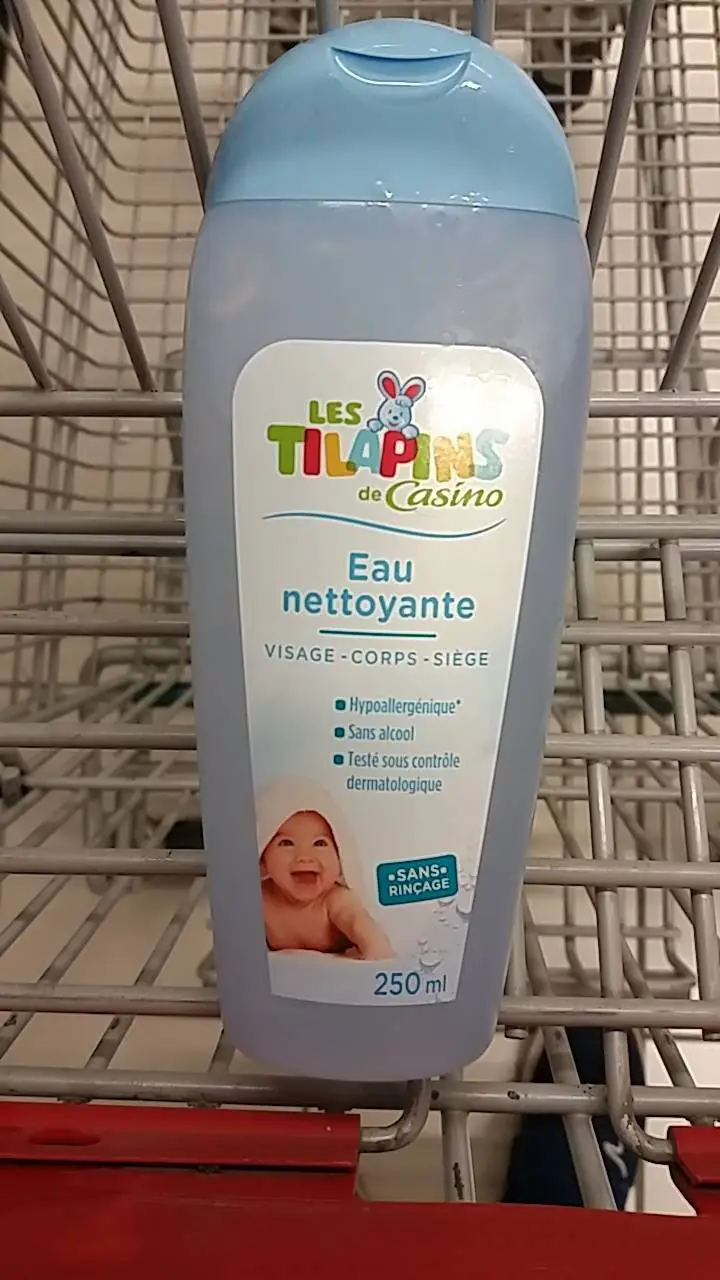 LES
TILAPINS
de Casino
Eau
nettoyante
VISAGE - CORPS - SIÈGE
Hypoallergénique*
Sans alcool
Testé sous contrôle
dermatologique
•SANS•
RINÇAGE
250 ml